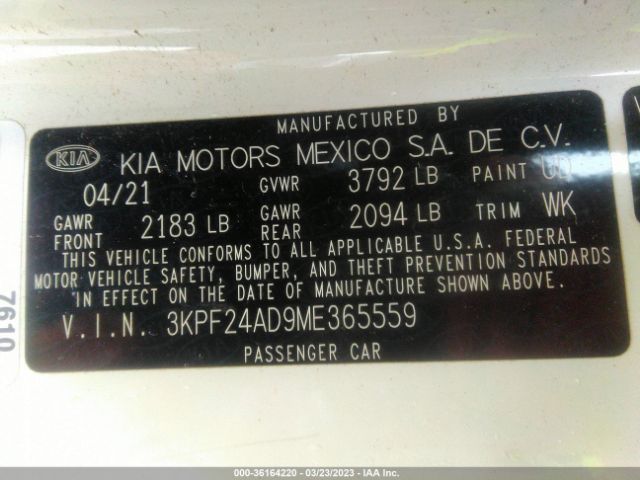 MANUFACTURED BY
KIA KIA MOTORS MEXICO S.A. DE C.V.
04/21 GVWR 3792 LB PAINT UD
GAWR FRONT 2183 LB GAWR REAR 2094 LB TRIM WK
THIS VEHICLE CONFORMS TO ALL APPLICABLE U.S.A. FEDERAL
MOTOR VEHICLE SAFETY, BUMPER, AND THEFT PREVENTION STANDARDS
IN EFFECT ON THE DATE OF MANUFACTURE SHOWN ABOVE.
V.I.N. 3KPF24AD9ME365559
PASSENGER CAR
7610
000-36164220 - 03/23/2023 - IAA Inc.